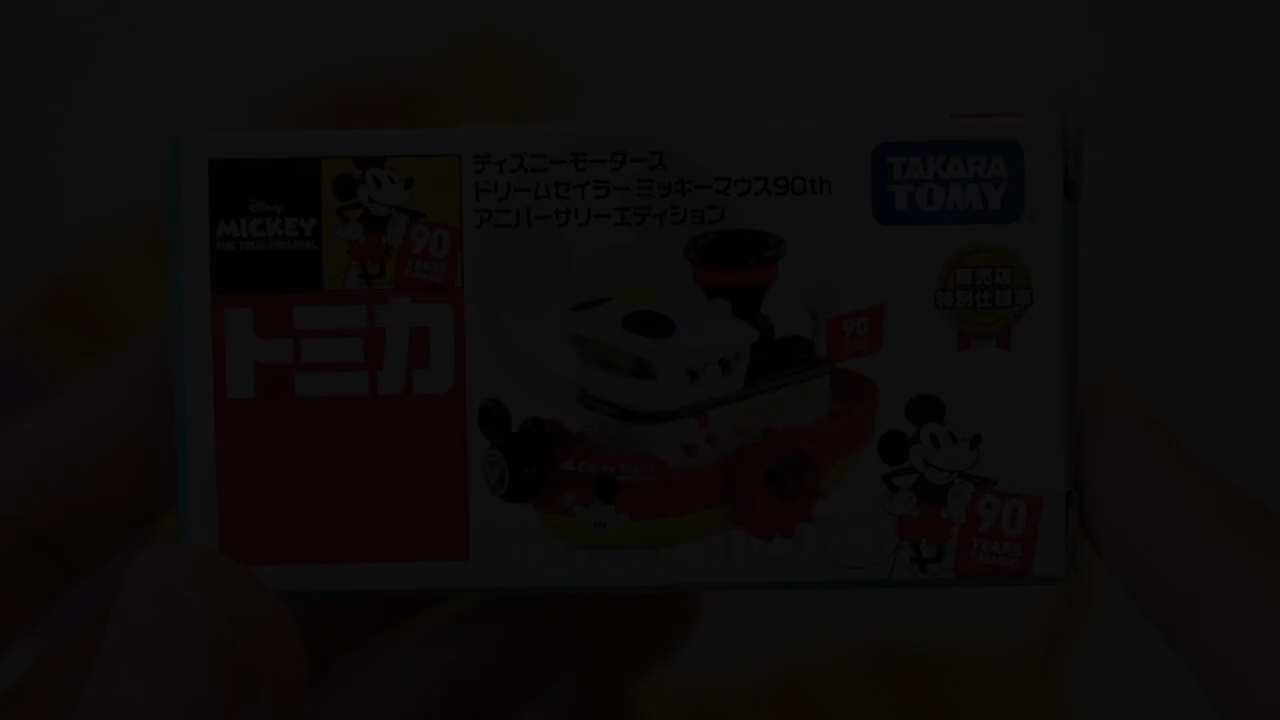 Disney
MICKEY
THE TRUE ORIGINAL
90
YEARS
トミカ
ディズニーモータース
ドリームセイラー ミッキーマウス90th
アニバーサリーエディション
TAKARA
TOMY
販売店
特別仕様車
90
DREAM SAILOR
90
YEARS